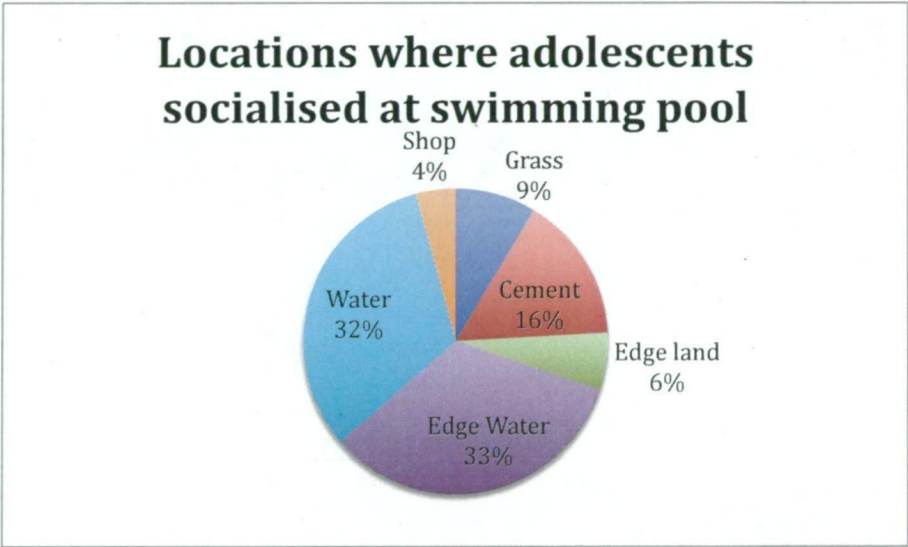 Locations where adolescents
socialised at swimming pool
Shop
4%
Grass
9%
Cement
16%
Edge land
6%
Edge Water
33%
Water
32%